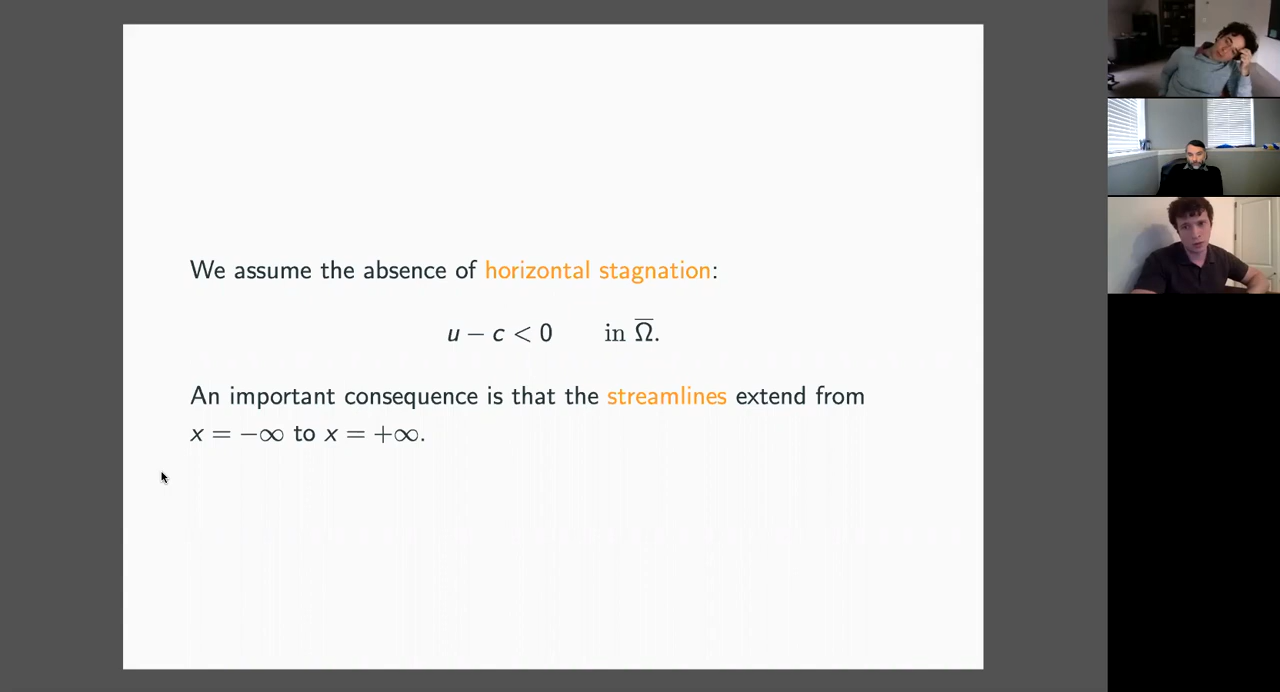 We assume the absence of horizontal stagnation:
u − c < 0 in Ω̅.
An important consequence is that the streamlines extend from
x = −∞ to x = +∞.